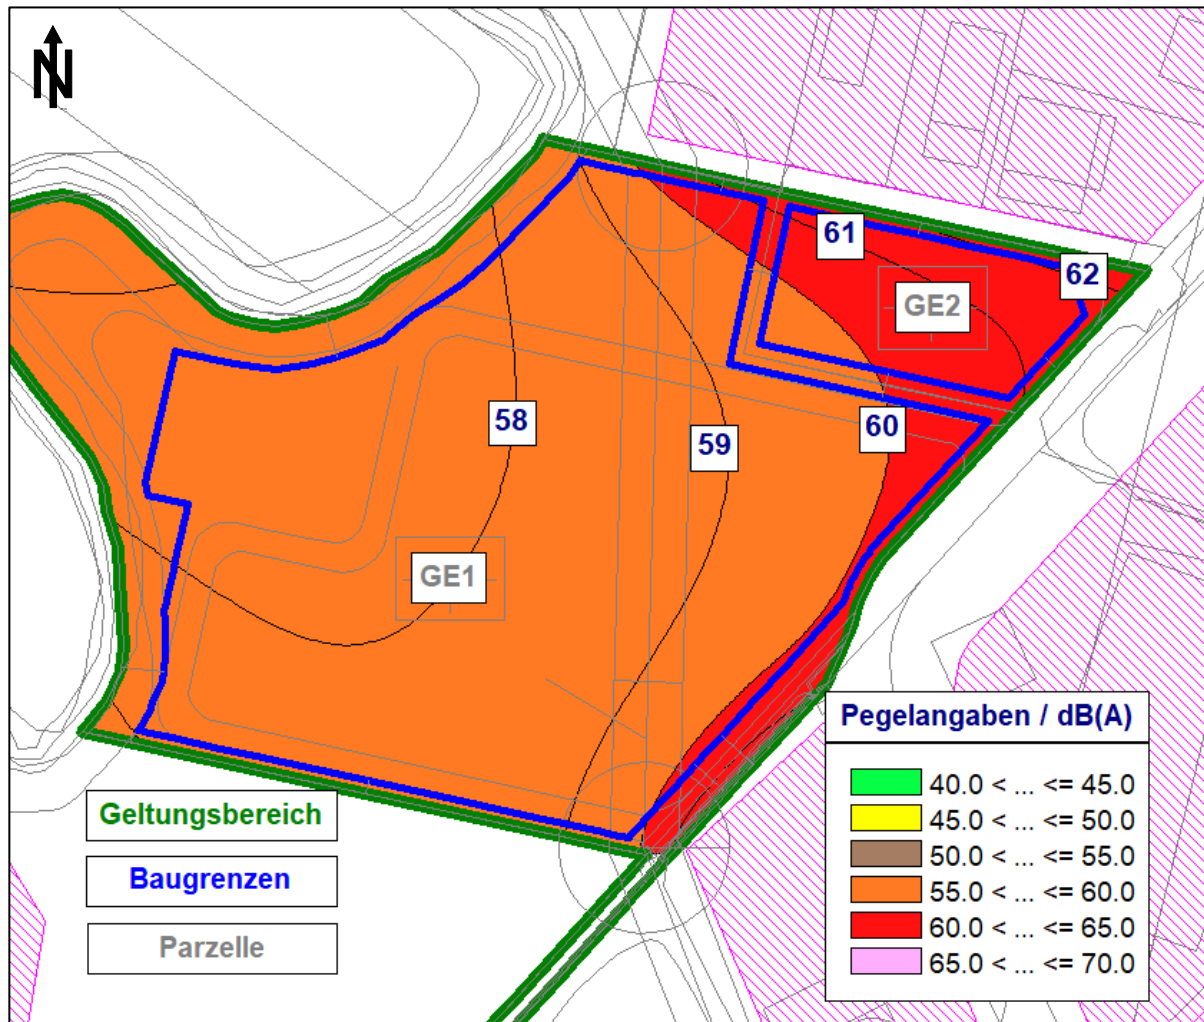 N
61
62
GE2
58
59
60
GE1
Pegelangaben / dB(A)
40.0 < ... <= 45.0
45.0 < ... <= 50.0
50.0 < ... <= 55.0
55.0 < ... <= 60.0
60.0 < ... <= 65.0
65.0 < ... <= 70.0
Geltungsbereich
Baugrenzen
Parzelle